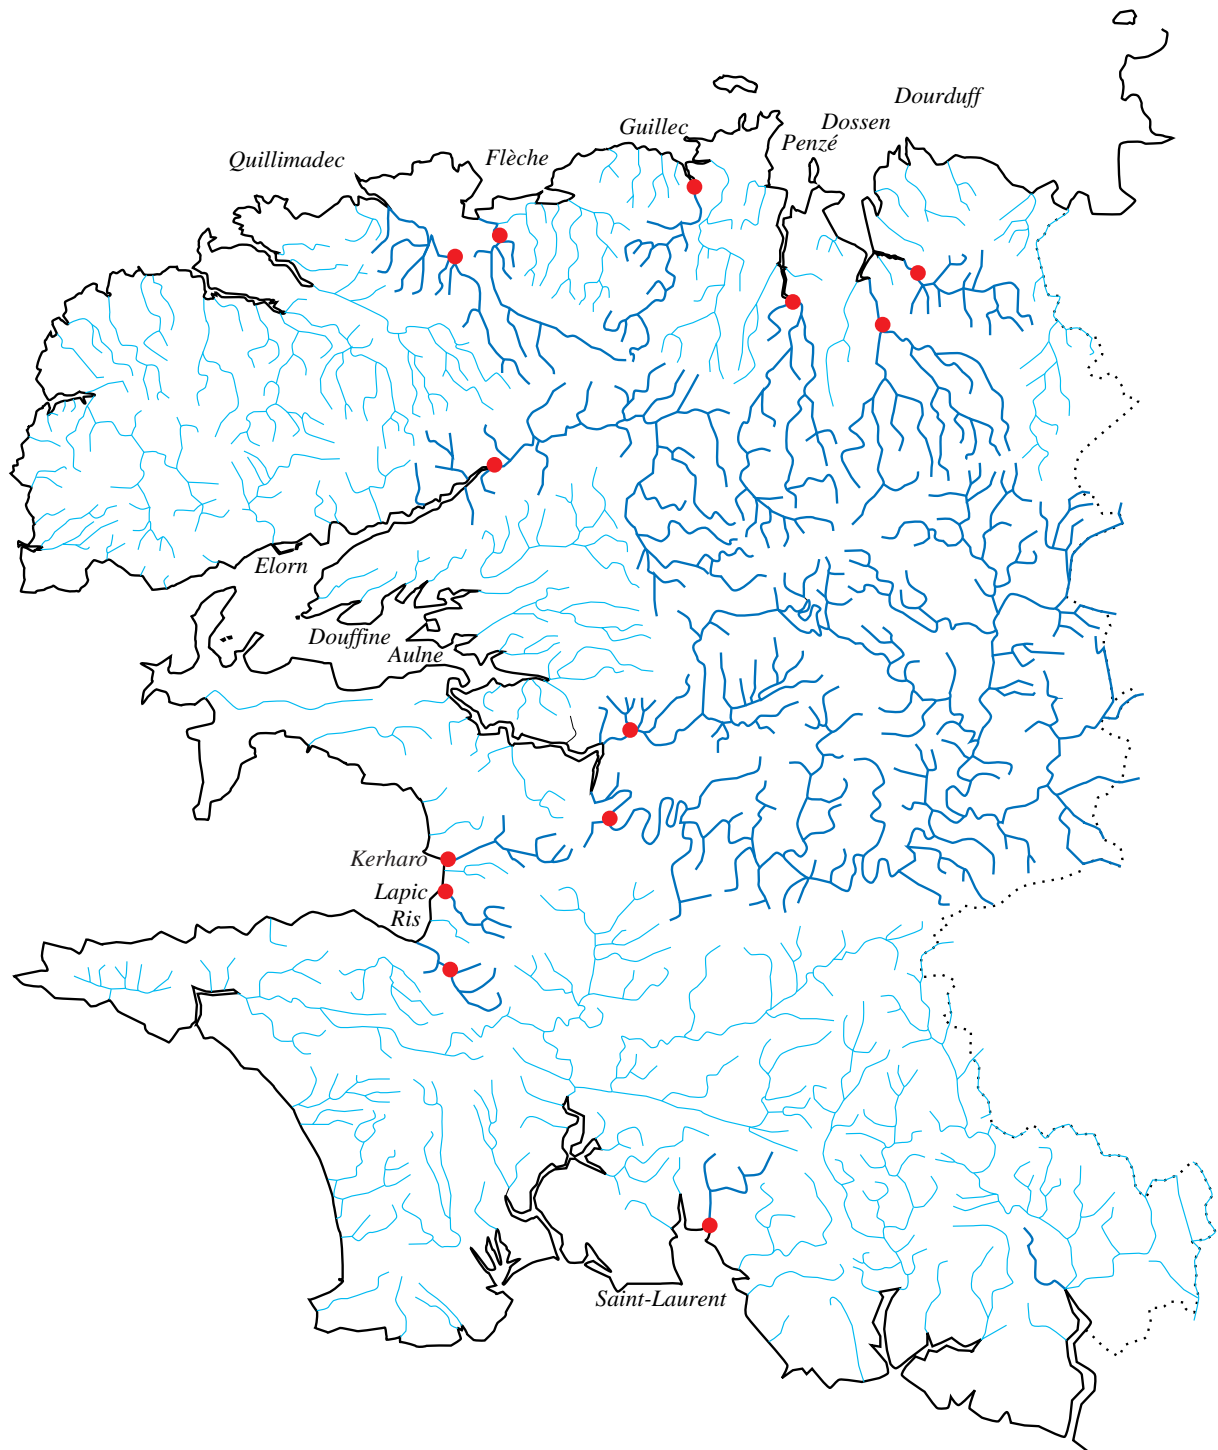 Dourduff
Dossen
Guillec
Penzé
Quillimadec
Flèche
Elorn
Douffine
Aulne
Kerharo
Lapic
Ris
Saint-Laurent